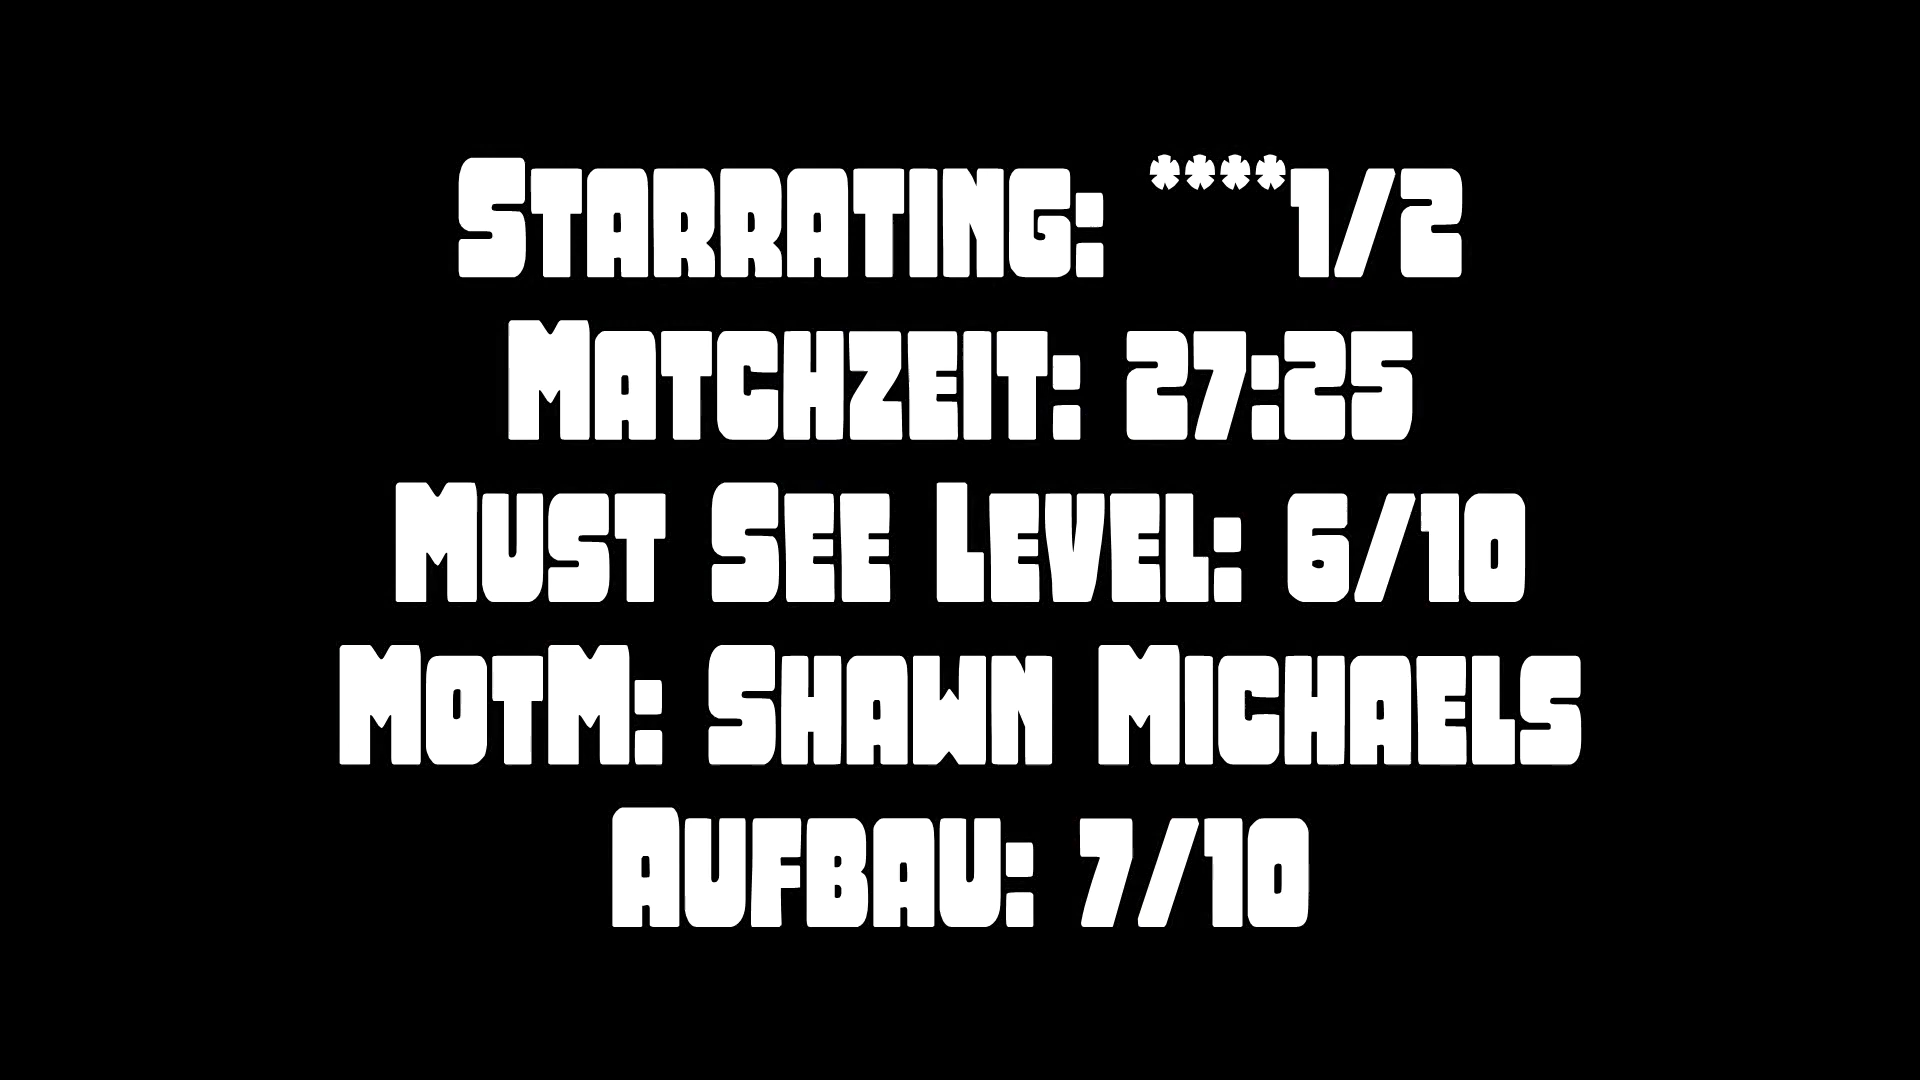 Starrating: ****1/2
Matchzeit: 27:25
Must See Level: 6/10
MotM: Shawn Michaels
Aufbau: 7/10